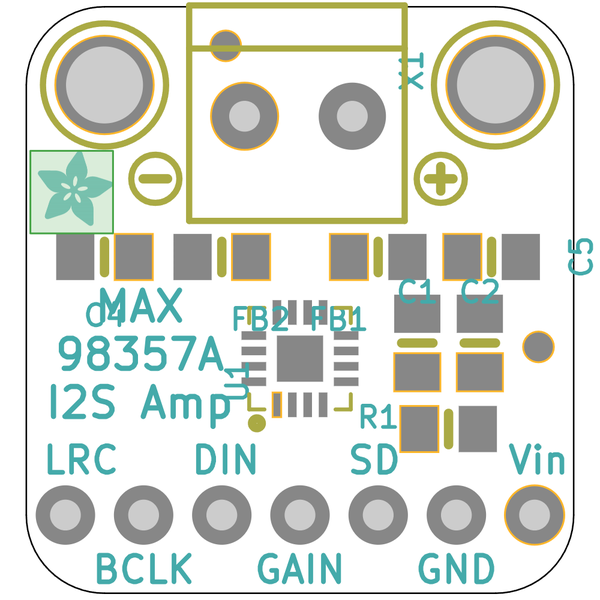 X1
C5
C1 C2
MAX
C4
FB2 FB1
98357A
U1
I2S Amp
R1
LRC DIN SD Vin
BCLK GAIN GND